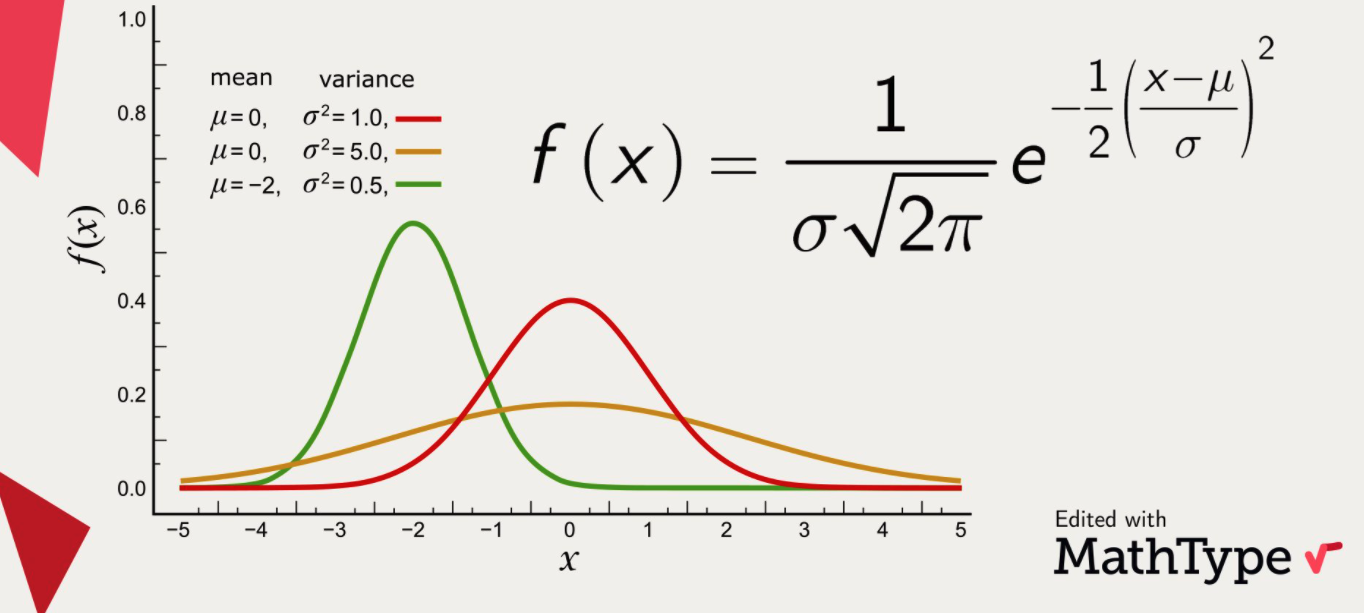 1.0
0.8
0.6
0.4
0.2
0.0
f(x)
mean variance
μ=0, σ²=1.0,
μ=0, σ²=5.0,
μ=−2, σ²=0.5,
f (x) = 1/(σ√2π) e^(−1/2((x−μ)/σ)^2)
−5 −4 −3 −2 −1 0 1 2 3 4 5
x
Edited with
MathType